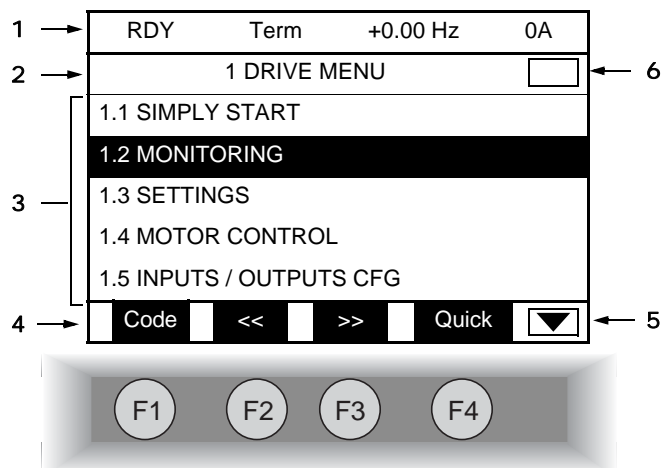 1 RDY Term +0.00 Hz 0A
2 1 DRIVE MENU 6
1.1 SIMPLY START
1.2 MONITORING
3 1.3 SETTINGS
1.4 MOTOR CONTROL
1.5 INPUTS / OUTPUTS CFG
4 Code << >> Quick 5
F1 F2 F3 F4